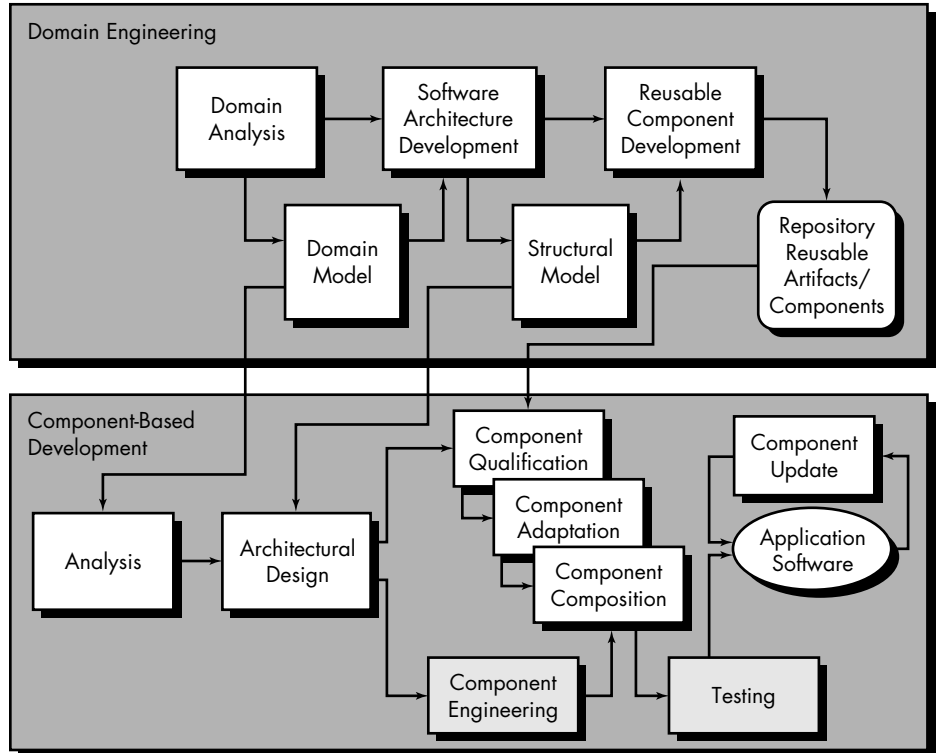 Domain Engineering
Domain
Analysis
Software
Architecture
Development
Reusable
Component
Development
Domain
Model
Structural
Model
Repository
Reusable
Artifacts/
Components
Component-Based
Development
Analysis
Architectural
Design
Component
Qualification
Component
Adaptation
Component
Composition
Component
Engineering
Testing
Component
Update
Application
Software